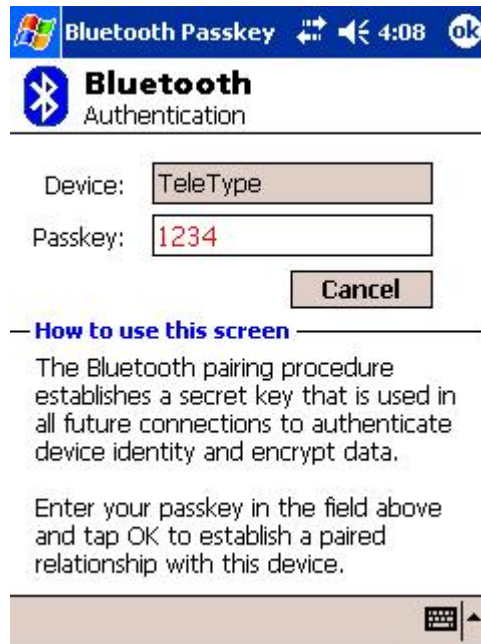 Bluetooth Passkey 4:08 ok
Bluetooth
Authentication
Device: TeleType
Passkey: 1234
Cancel
How to use this screen
The Bluetooth pairing procedure
establishes a secret key that is used in
all future connections to authenticate
device identity and encrypt data.
Enter your passkey in the field above
and tap OK to establish a paired
relationship with this device.